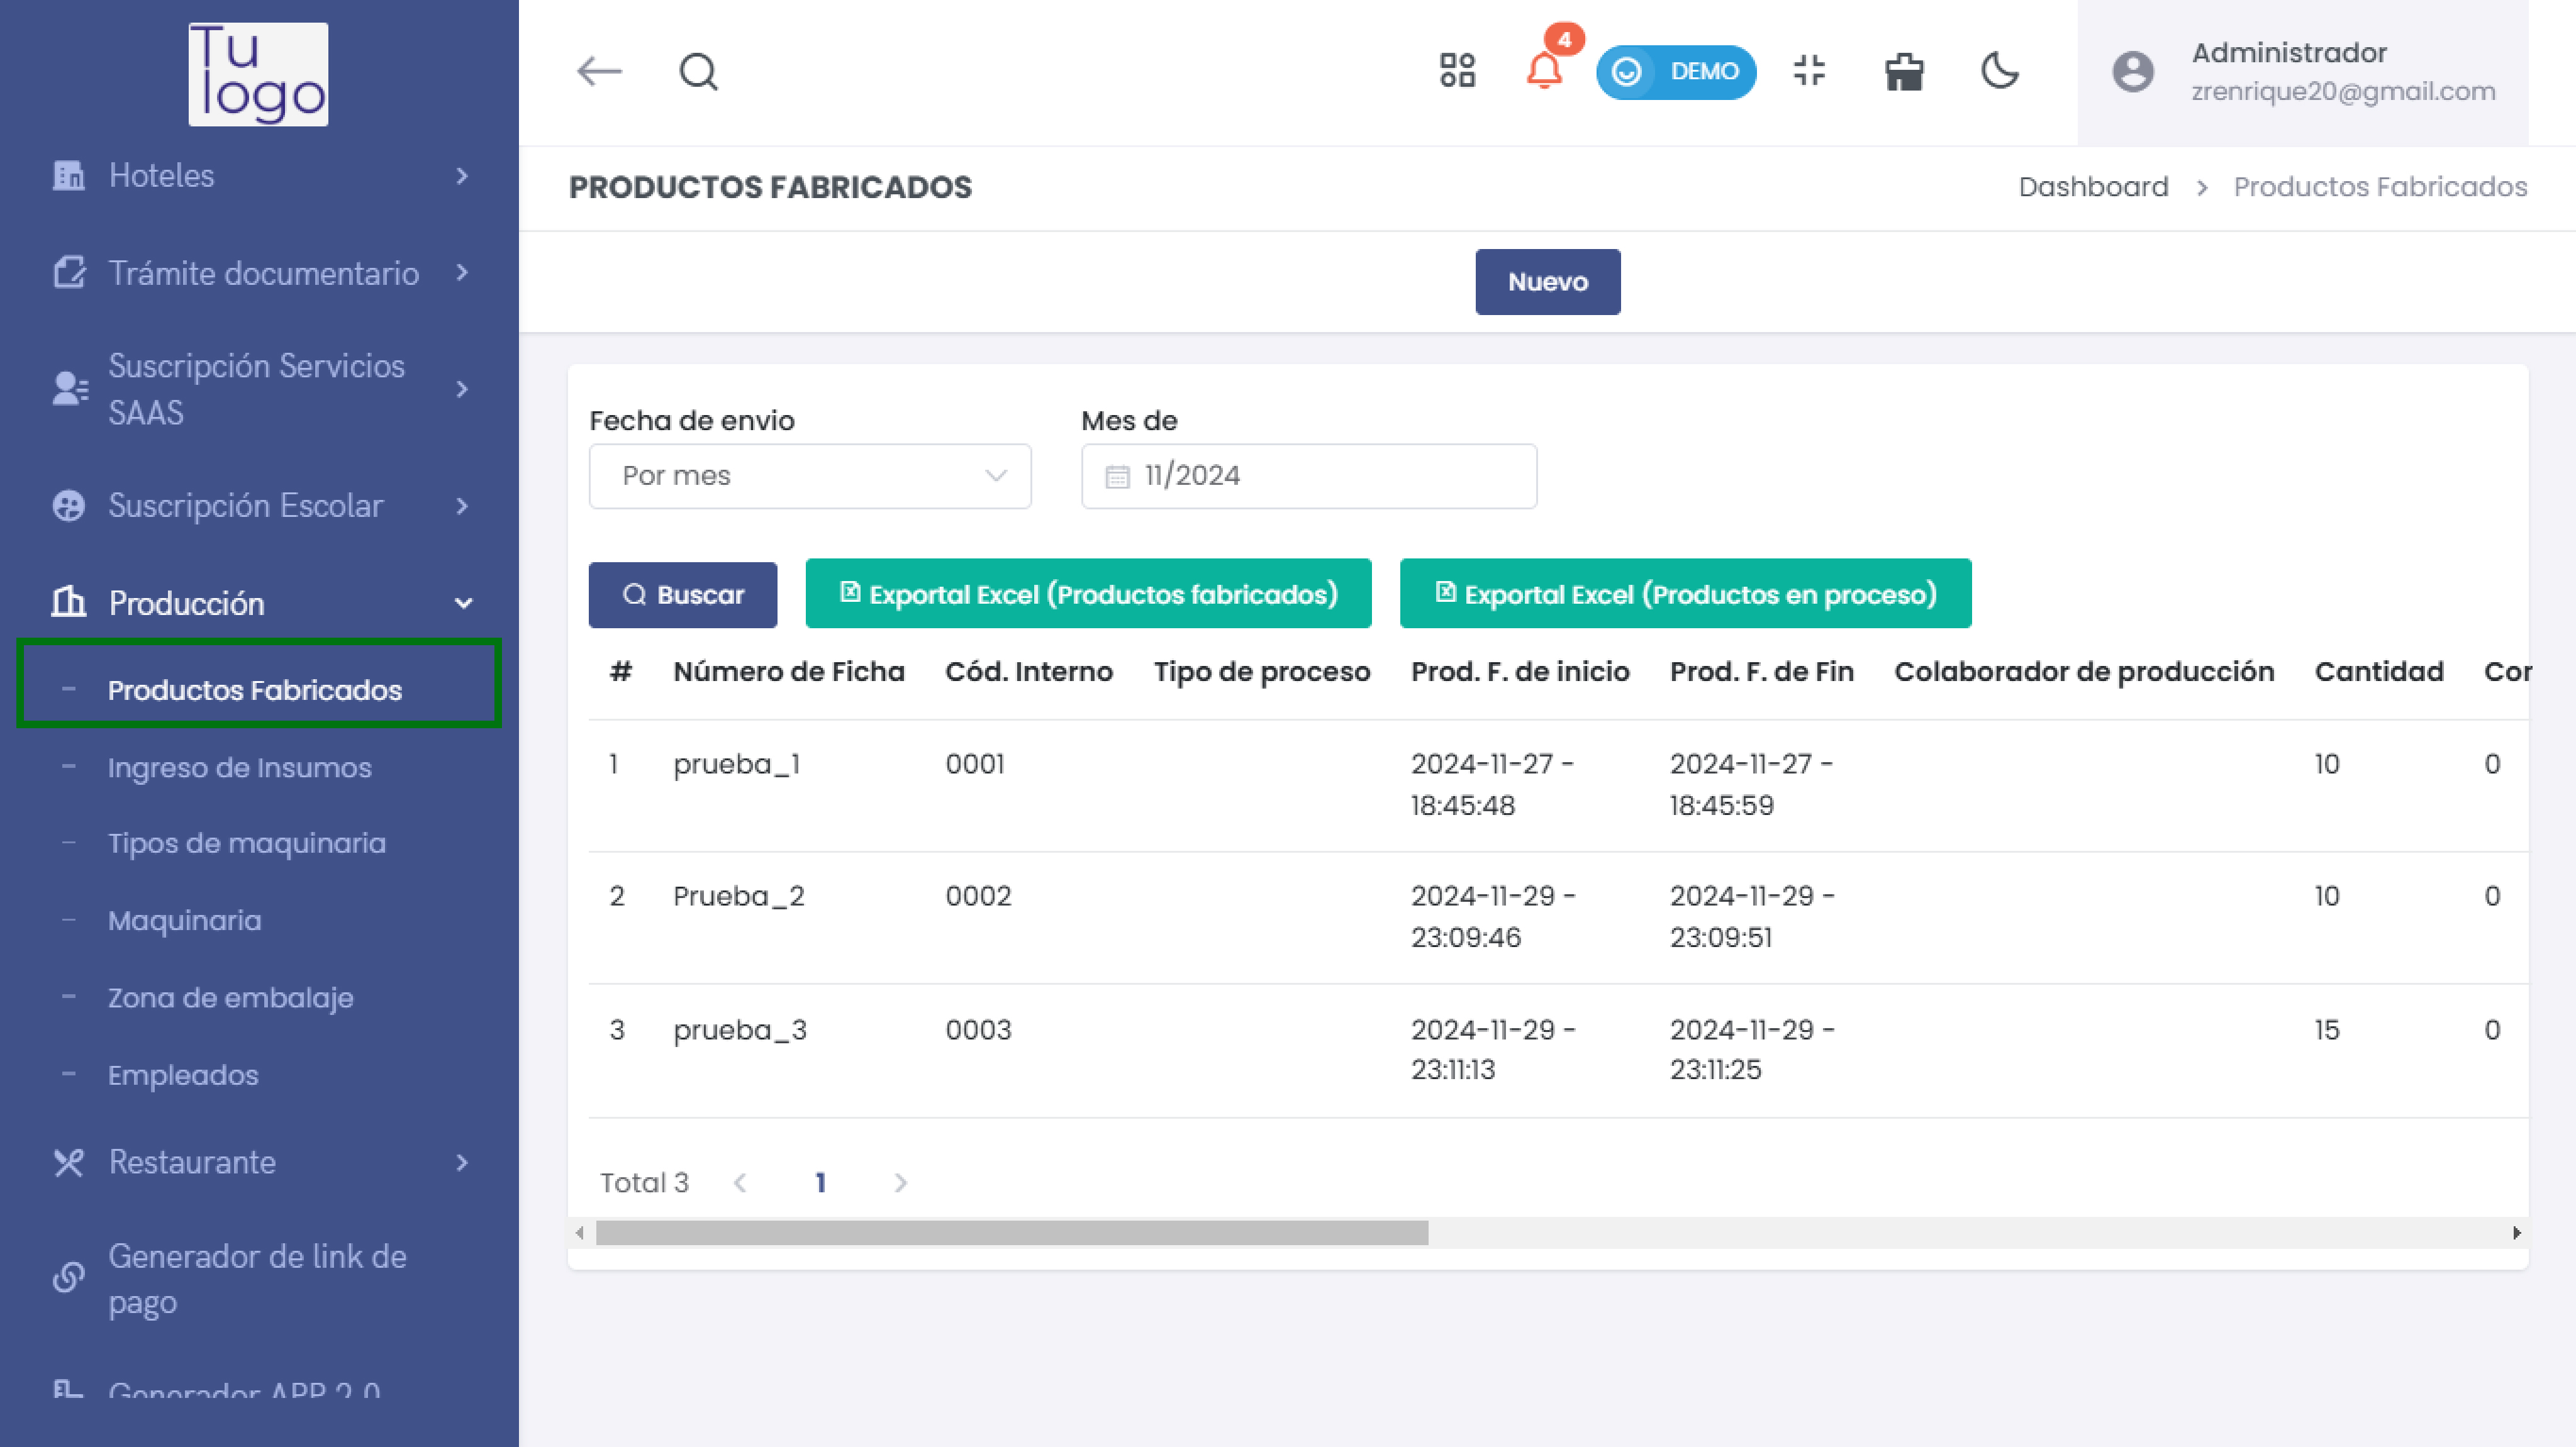 Tu
logo
Hoteles
Trámite documentario
Suscripción Servicios
SAAS
Suscripción Escolar
Producción
Productos Fabricados
Ingreso de Insumos
Tipos de maquinaria
Maquinaria
Zona de embalaje
Empleados
Restaurante
Generador de link de
pago
Generador APP 2.0
4
DEMO
Administrador
zrenrique20@gmail.com
PRODUCTOS FABRICADOS
Dashboard > Productos Fabricados
Nuevo
Fecha de envio Mes de
Por mes 11/2024
Buscar Exportal Excel (Productos fabricados) Exportal Excel (Productos en proceso)
# Número de Ficha Cód. Interno Tipo de proceso Prod. F. de inicio Prod. F. de Fin Colaborador de producción Cantidad Cor
1 prueba_1 0001 2024-11-27 - 2024-11-27 - 10 0
18:45:48 18:45:59
2 Prueba_2 0002 2024-11-29 - 2024-11-29 - 10 0
23:09:46 23:09:51
3 prueba_3 0003 2024-11-29 - 2024-11-29 - 15 0
23:11:13 23:11:25
Total 3 1